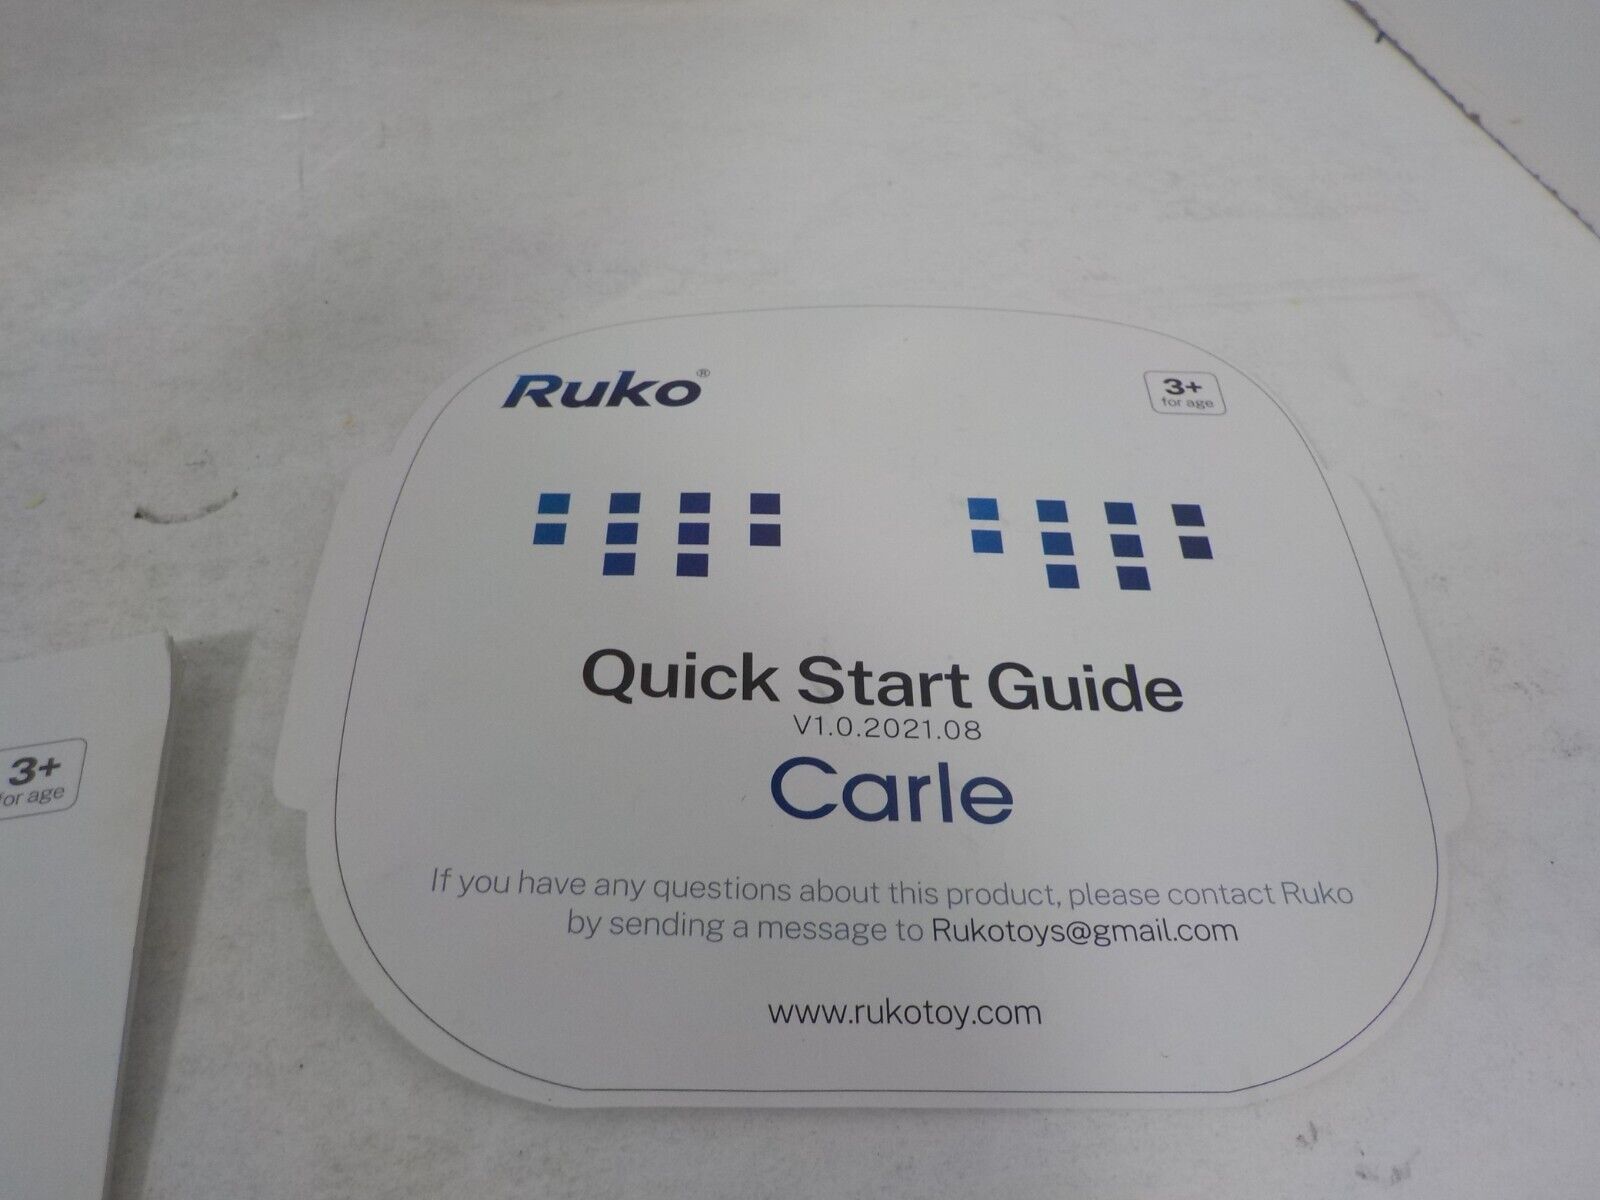 Ruko®
3+
for age
Quick Start Guide
V1.0.2021.08
Carle
If you have any questions about this product, please contact Ruko
by sending a message to Rukotoys@gmail.com
www.rukotoy.com
3+
for age